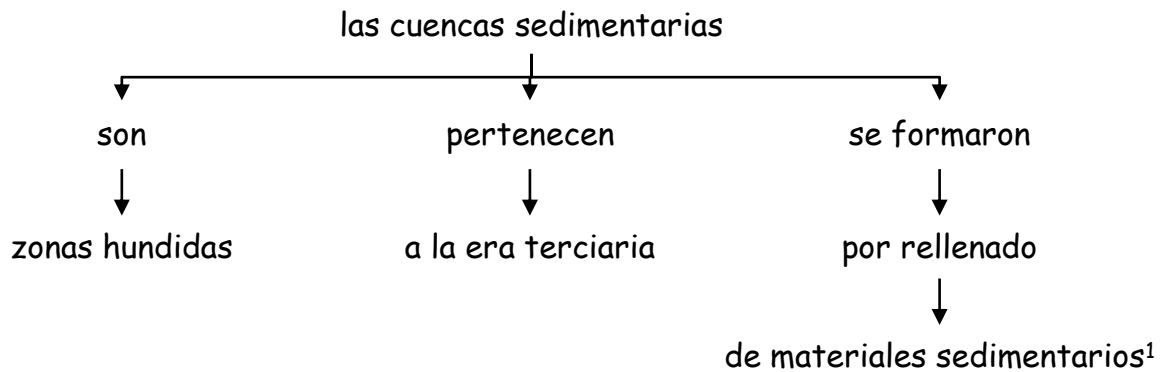 las cuencas sedimentarias
son pertenecen se formaron
zonas hundidas a la era terciaria por rellenado
de materiales sedimentarios¹